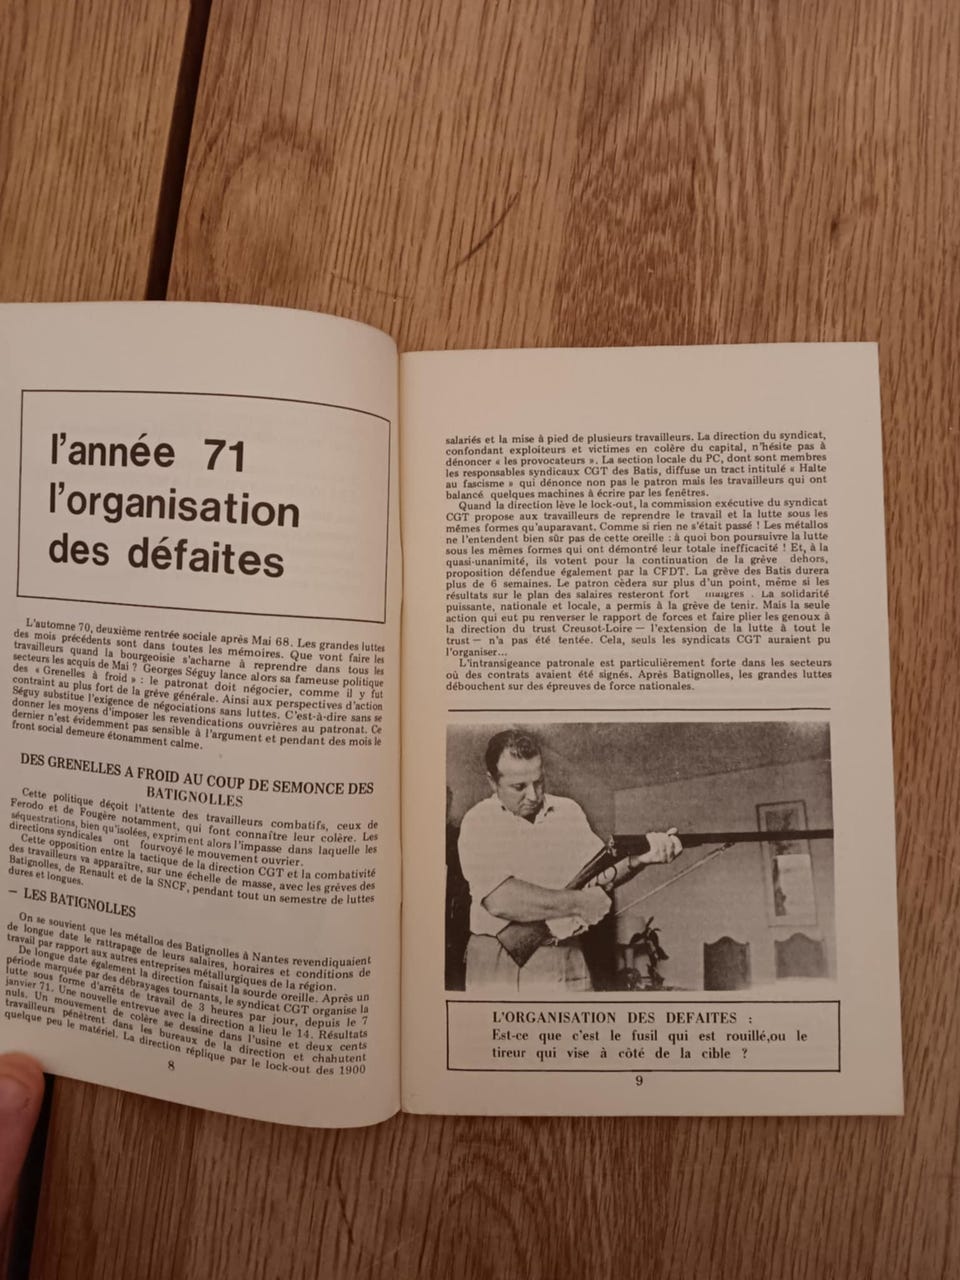 l'année 71
l'organisation
des défaites
L'automne 70, deuxième rentrée sociale après Mai 68. Les grandes luttes
des mois précédents sont dans toutes les mémoires. Que vont faire les
travailleurs quand la bourgeoisie s'acharne à reprendre dans tous les
secteurs les acquis de Mai ? Georges Séguy lance alors sa fameuse politique
des « Grenelles à froid » : le patronat doit négocier, comme il y fut
contraint au plus fort de la grève générale. Ainsi aux perspectives d'action
Séguy substitue l'exigence de négociations sans luttes. C'est-à-dire sans se
donner les moyens d'imposer les revendications ouvrières au patronat. Ce
dernier n'est évidemment pas sensible à l'argument et pendant des mois le
front social demeure étonamment calme.
DES GRENELLES A FROID AU COUP DE SEMONCE DES
BATIGNOLLES
Cette politique déçoit l'attente des travailleurs combatifs, ceux de
Ferodo et de Fougère notamment, qui font connaître leur colère. Les
séquestrations, bien qu'isolées, expriment alors l'impasse dans laquelle les
directions syndicales ont fourvoyé le mouvement ouvrier.
Cette opposition entre la tactique de la direction CGT et la combativité
des travailleurs va apparaître, sur une échelle de masse, avec les grèves des
Batignolles, de Renault et de la SNCF, pendant tout un semestre de luttes
dures et longues.
— LES BATIGNOLLES
On se souvient que les métallos des Batignolles à Nantes revendiquaient
de longue date le rattrapage de leurs salaires, horaires et conditions de
travail par rapport aux autres entreprises métallurgiques de la région.
De longue date également la direction faisait la sourde oreille. Après un
période marquée par des débrayages tournants, le syndicat CGT organise la
lutte sous forme d'arrêts de travail de 3 heures par jour, depuis le 7
janvier 71. Une nouvelle entrevue avec la direction a lieu le 14. Résultats
nuls. Un mouvement de colère se dessine dans l'usine et deux cents
travailleurs pénètrent dans les bureaux de la direction et chahutent
quelque peu le matériel. La direction réplique par le lock-out des 1900
8
salariés et la mise à pied de plusieurs travailleurs. La direction du syndicat,
confondant exploiteurs et victimes en colère du capital, n'hésite pas à
dénoncer « les provocateurs ». La section locale du PC, dont sont membres
les responsables syndicaux CGT des Batis, diffuse un tract intitulé « Halte
au fascisme » qui dénonce non pas le patron mais les travailleurs qui ont
balancé quelques machines à écrire par les fenêtres.
Quand la direction lève le lock-out, la commission exécutive du syndicat
CGT propose aux travailleurs de reprendre le travail et la lutte sous les
mêmes formes qu'auparavant. Comme si rien ne s'était passé ! Les métallos
ne l'entendent bien sûr pas de cette oreille : à quoi bon poursuivre la lutte
sous les mêmes formes qui ont démontré leur totale inefficacité ! Et, à la
quasi-unanimité, ils votent pour la continuation de la grève dehors,
proposition défendue également par la CFDT. La grève des Batis durera
plus de 6 semaines. Le patron cèdera sur plus d'un point, même si les
résultats sur le plan des salaires resteront fort maigres . La solidarité
puissante, nationale et locale, a permis à la grève de tenir. Mais la seule
action qui eut pu renverser le rapport de forces et faire plier les genoux à
la direction du trust Creusot-Loire — l'extension de la lutte à tout le
trust — n'a pas été tentée. Cela, seuls les syndicats CGT auraient pu
l'organiser...
L'intransigeance patronale est particulièrement forte dans les secteurs
où des contrats avaient été signés. Après Batignolles, les grandes luttes
débouchent sur des épreuves de force nationales.
L'ORGANISATION DES DEFAITES :
Est-ce que c'est le fusil qui est rouillé,ou le
tireur qui vise à côté de la cible ?
9